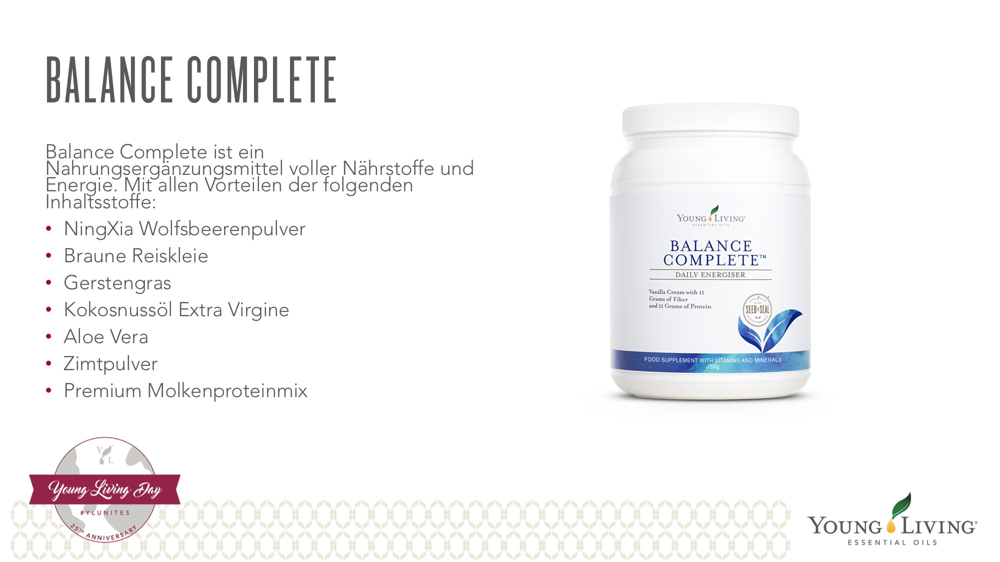 BALANCE COMPLETE
Balance Complete ist ein
Nahrungsergänzungsmittel voller Nährstoffe und
Energie. Mit allen Vorteilen der folgenden
Inhaltsstoffe:
• NingXia Wolfsbeerenpulver
• Braune Reiskleie
• Gerstengras
• Kokosnussöl Extra Virgine
• Aloe Vera
• Zimtpulver
• Premium Molkenproteinmix
YOUNG LIVING®
ESSENTIAL OILS
BALANCE
COMPLETE™
DAILY ENERGISER
Vanilla Cream with 11
Grams of Fiber
and 11 Grams of Protein
SEED TO SEAL
FOOD SUPPLEMENT WITH VITAMINS AND MINERALS
756g
Y L
Young Living Day
#YLUNITES
25TH ANNIVERSARY
YOUNG LIVING®
ESSENTIAL OILS